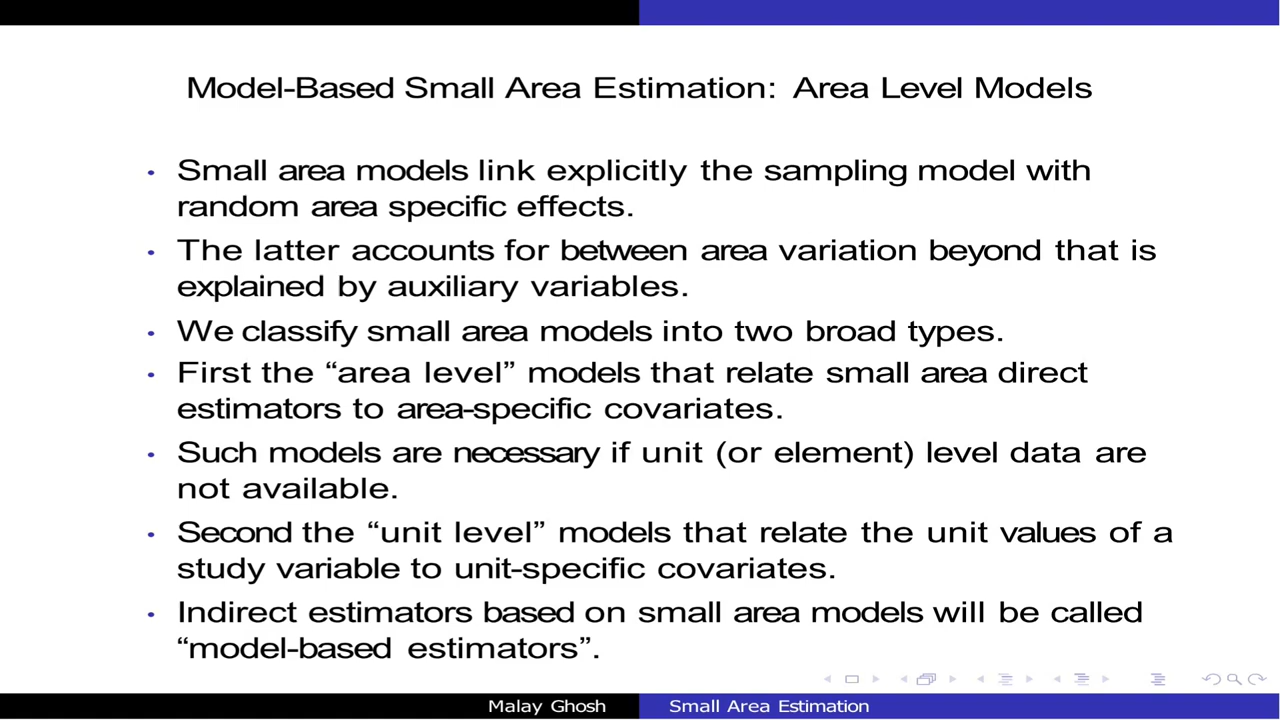 Model-Based Small Area Estimation: Area Level Models
• Small area models link explicitly the sampling model with
random area specific effects.
• The latter accounts for between area variation beyond that is
explained by auxiliary variables.
• We classify small area models into two broad types.
• First the “area level” models that relate small area direct
estimators to area-specific covariates.
• Such models are necessary if unit (or element) level data are
not available.
• Second the “unit level” models that relate the unit values of a
study variable to unit-specific covariates.
• Indirect estimators based on small area models will be called
“model-based estimators”.
Malay Ghosh
Small Area Estimation